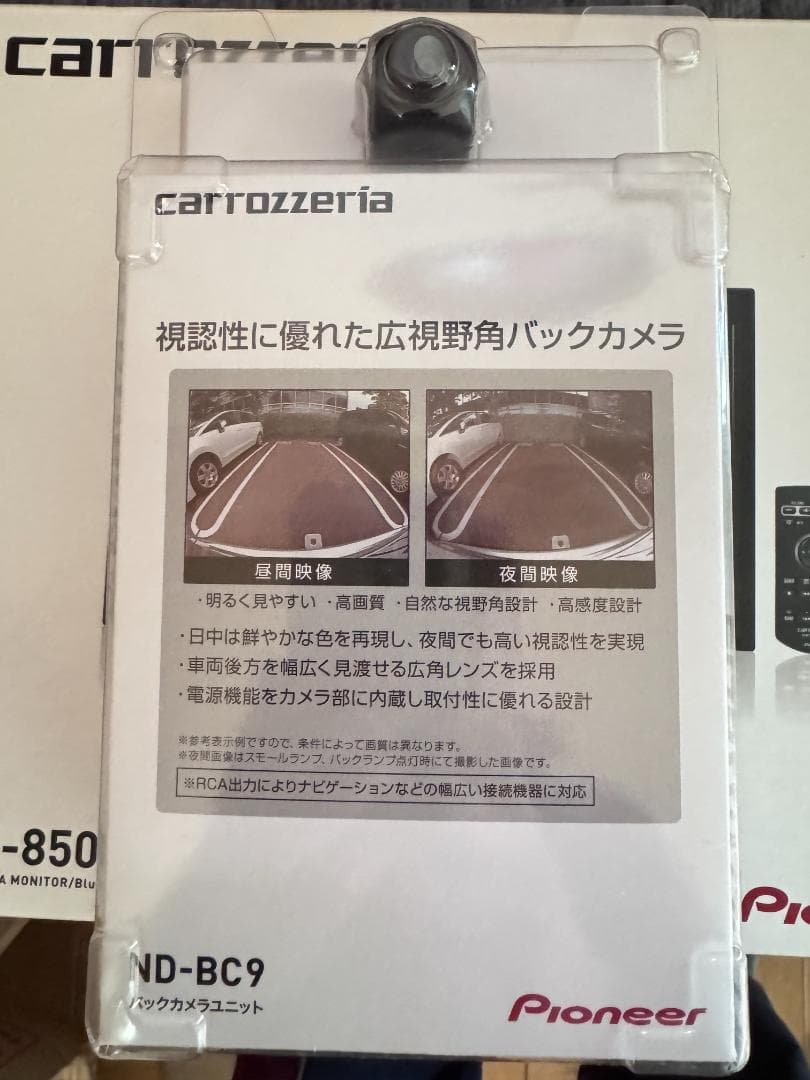 carrozzeria
視認性に優れた広視野角バックカメラ
昼間映像
夜間映像
・明るく見やすい ・高画質 ・自然な視野角設計 ・高感度設計
・日中は鮮やかな色を再現し、夜間でも高い視認性を実現
・車両後方を幅広く見渡せる広角レンズを採用
・電源機能をカメラ部に内蔵し取付性に優れる設計
※参考表示例ですので、条件によって画質は異なります。
※夜間画像はスモールランプ、バックランプ点灯時にて撮影した画像です。
※RCA出力によりナビゲーションなどの幅広い接続機器に対応
-850
A MONITOR/Blu
ND-BC9
バックカメラユニット
Pioneer